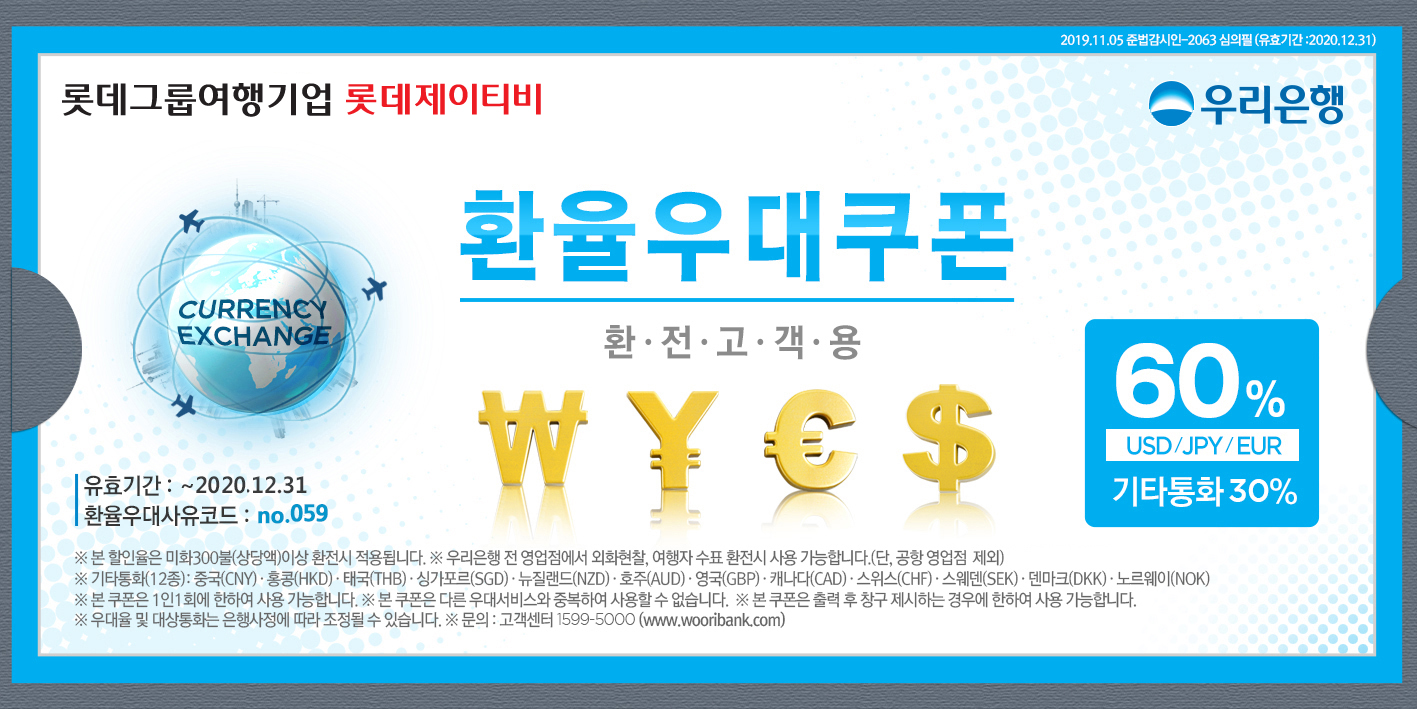 2019.11.05 준법감시인-2063 심의필 (유효기간 :2020.12.31)
롯데그룹여행기업 롯데제이티비
우리은행
환율우대쿠폰
CURRENCY
EXCHANGE
환·전·고·객·용
₩ ¥ € $
60%
USD/JPY/EUR
기타통화 30%
유효기간 : ~2020.12.31
환율우대사유코드 : no.059
※ 본 할인율은 미화300불(상당액)이상 환전시 적용됩니다. ※ 우리은행 전 영업점에서 외화현찰, 여행자 수표 환전시 사용 가능합니다.(단, 공항 영업점 제외)
※ 기타통화(12종) : 중국(CNY) · 홍콩(HKD) · 태국(THB) · 싱가포르(SGD) · 뉴질랜드(NZD) · 호주(AUD) · 영국(GBP) · 캐나다(CAD) · 스위스(CHF) · 스웨덴(SEK) · 덴마크(DKK) · 노르웨이(NOK)
※ 본 쿠폰은 1인1회에 한하여 사용 가능합니다. ※ 본 쿠폰은 다른 우대서비스와 중복하여 사용할 수 없습니다. ※ 본 쿠폰은 출력 후 창구 제시하는 경우에 한하여 사용 가능합니다.
※ 우대율 및 대상통화는 은행사정에 따라 조정될 수 있습니다. ※ 문의 : 고객센터 1599-5000 (www.wooribank.com)